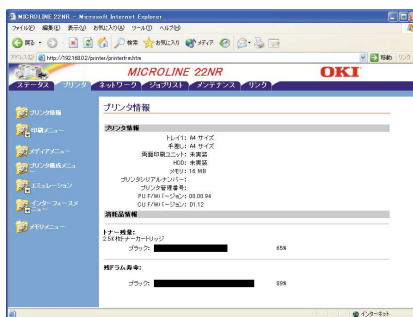 MICROLINE 22NR - Microsoft Internet Explorer
ファイル(F) 編集(E) 表示(V) お気に入り(A) ツール(T) ヘルプ(H)
戻る 検索 お気に入り メディア
アドレス(D) http://192.168.0.2/printer/printerfrm.htm 移動 リンク
MICROLINE 22NR
OKI
ステータス プリンタ ネットワーク ジョブリスト メンテナンス リンク
プリンタ情報
印刷メニュー
メディアメニュー
プリンタ構成メニュー
エミュレーション
インターフェースメニュー
メモリメニュー
プリンタ情報
プリンタ情報
トレイ1: A4 サイズ
手差し: A4 サイズ
両面印刷ユニット: 未実装
HDD: 未実装
メモリ: 16 MB
プリンタシリアルナンバー:
プリンタ管理番号:
PU F/Wバージョン: 00.00.94
CU F/Wバージョン: D1.12
消耗品情報
トナー残量:
2.5K枚トナーカートリッジ
ブラック: 65%
残ドラム寿命:
ブラック: 89%
インターネット